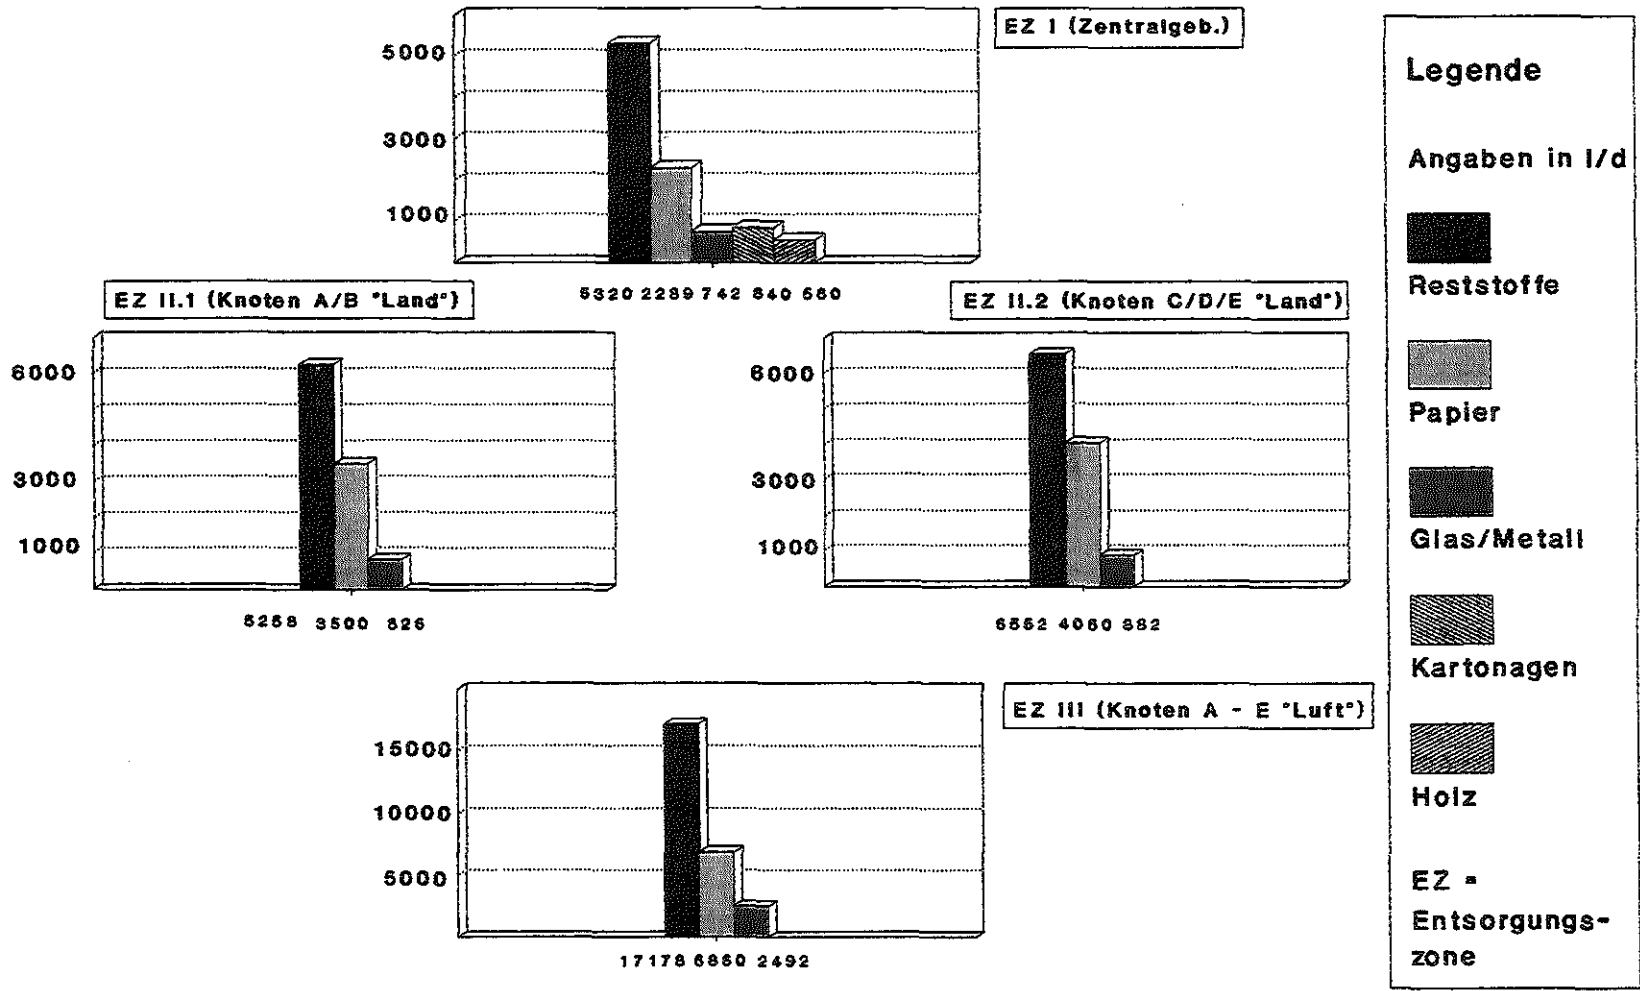 EZ I (Zentralgeb.)
5000
3000
1000
5320 2289 742 840 560
EZ II.1 (Knoten A/B "Land")
6000
3000
1000
6258 3500 826
EZ II.2 (Knoten C/D/E "Land")
6000
3000
1000
6552 4060 882
EZ III (Knoten A - E "Luft")
15000
10000
5000
17178 6860 2492
Legende
Angaben in l/d
Reststoffe
Papier
Glas/Metall
Kartonagen
Holz
EZ =
Entsorgungs-
zone